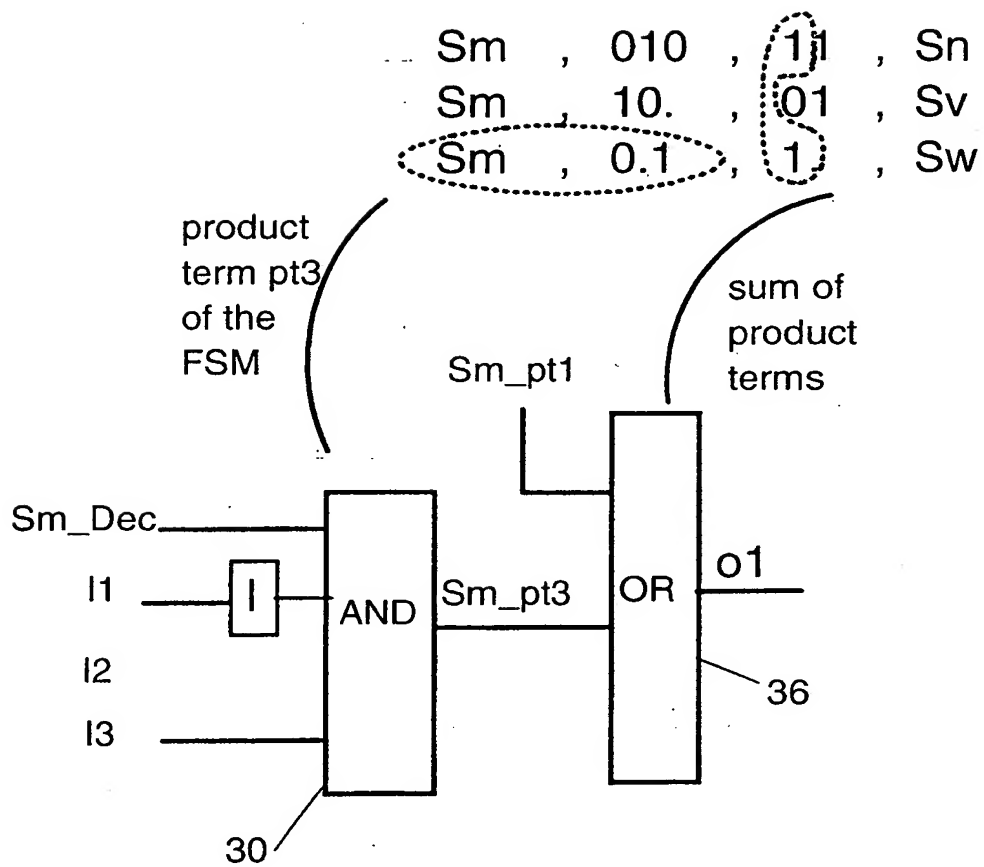 Sm , 010 , 11 , Sn
Sm , 10. , 01 , Sv
Sm , 0.1 , 1. , Sw
product
term pt3
of the
FSM
sum of
product
terms
Sm_pt1
Sm_Dec
I1
I
AND
Sm_pt3
OR
o1
I2
I3
36
30